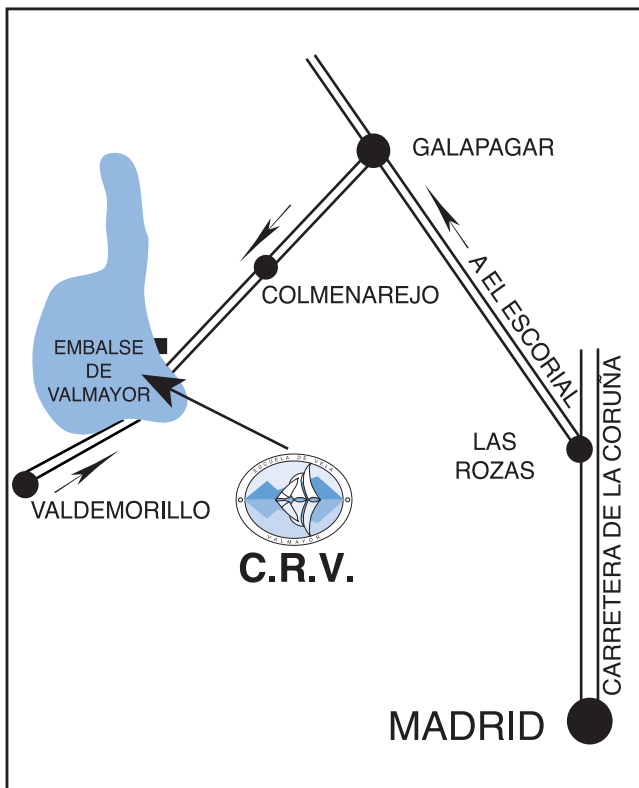 GALAPAGAR
A EL ESCORIAL
COLMENAREJO
EMBALSE
DE
VALMAYOR
CARRETERA DE LA CORUÑA
LAS
ROZAS
VALDEMORILLO
ESCUELA DE VELA
VALMAYOR
C.R.V.
MADRID